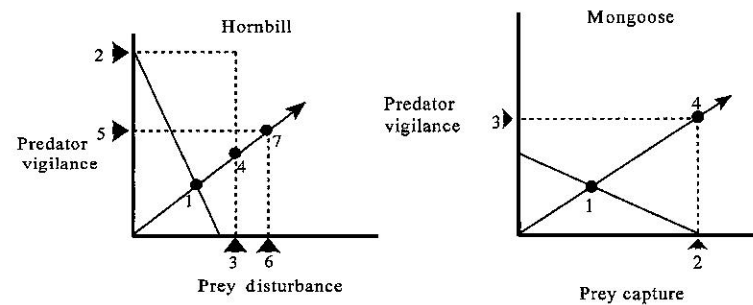 Hornbill
2
5
Predator
vigilance
1
4
7
3
6
Prey disturbance
Mongoose
Predator
vigilance
3
4
1
2
Prey capture